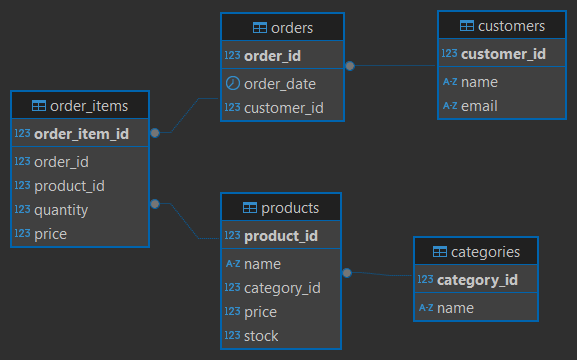 orders
123 order_id
order_date
123 customer_id
customers
123 customer_id
A-Z name
A-Z email
order_items
123 order_item_id
123 order_id
123 product_id
123 quantity
123 price
products
123 product_id
A-Z name
123 category_id
123 price
123 stock
categories
123 category_id
A-Z name